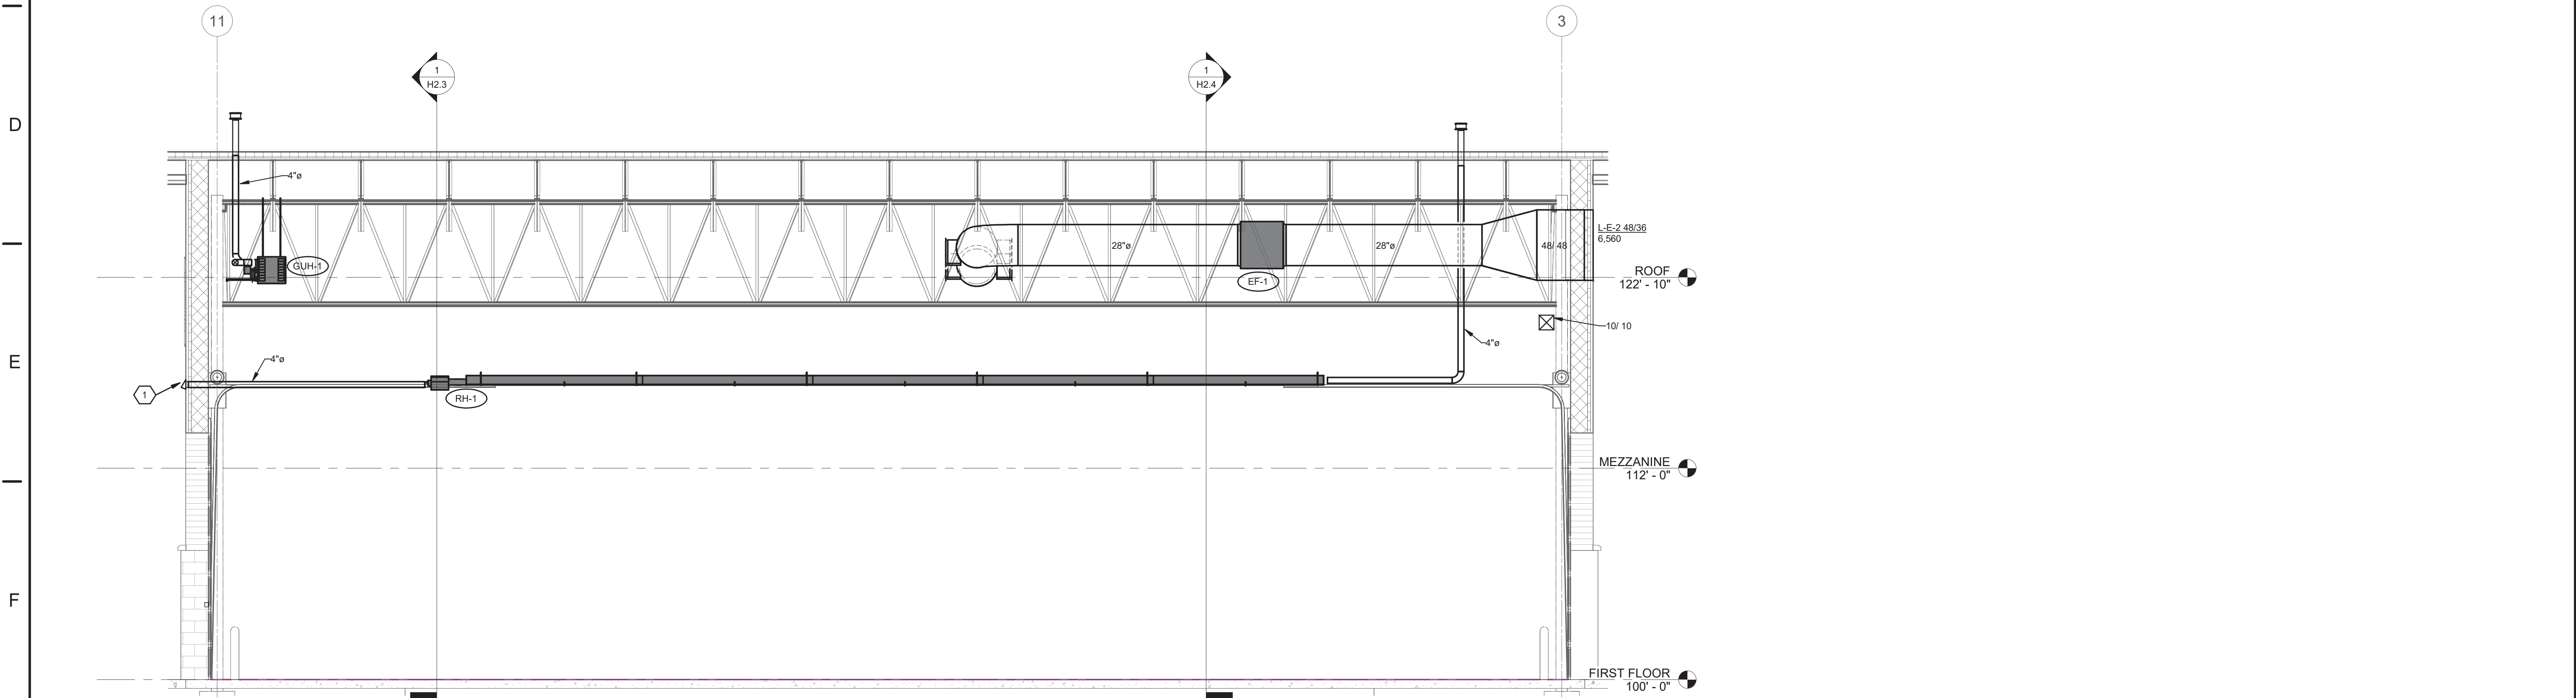 11
3
1
H2.3
1
H2.4
D
4"ø
L-E-2 48/36
6,560
28"ø
28"ø
48/ 48
GUH-1
EF-1
ROOF
122' - 10"
10/ 10
4"ø
E
4"ø
1
RH-1
MEZZANINE
112' - 0"
F
FIRST FLOOR
100' - 0"